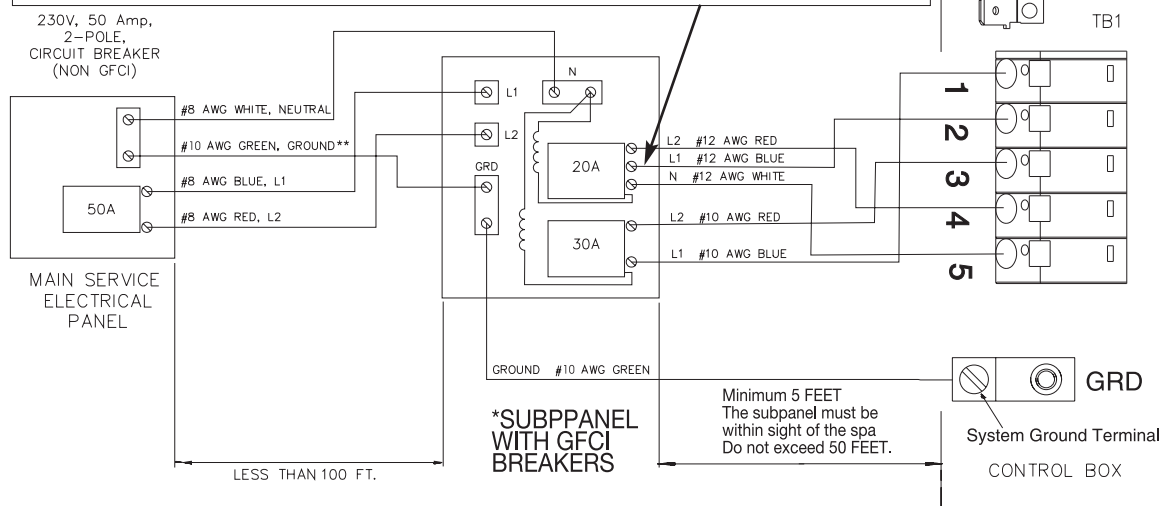 230V, 50 Amp,
2-POLE,
CIRCUIT BREAKER
(NON GFCI)
TB1
N
L1
#8 AWG WHITE, NEUTRAL
L2
#10 AWG GREEN, GROUND**
GRD
50A
#8 AWG BLUE, L1
#8 AWG RED, L2
20A
L2 #12 AWG RED
L1 #12 AWG BLUE
N #12 AWG WHITE
30A
L2 #10 AWG RED
L1 #10 AWG BLUE
1
2
3
4
5
MAIN SERVICE
ELECTRICAL
PANEL
GROUND #10 AWG GREEN
GRD
*SUBPPANEL
WITH GFCI
BREAKERS
Minimum 5 FEET
The subpanel must be
within sight of the spa
Do not exceed 50 FEET.
System Ground Terminal
LESS THAN 100 FT.
CONTROL BOX